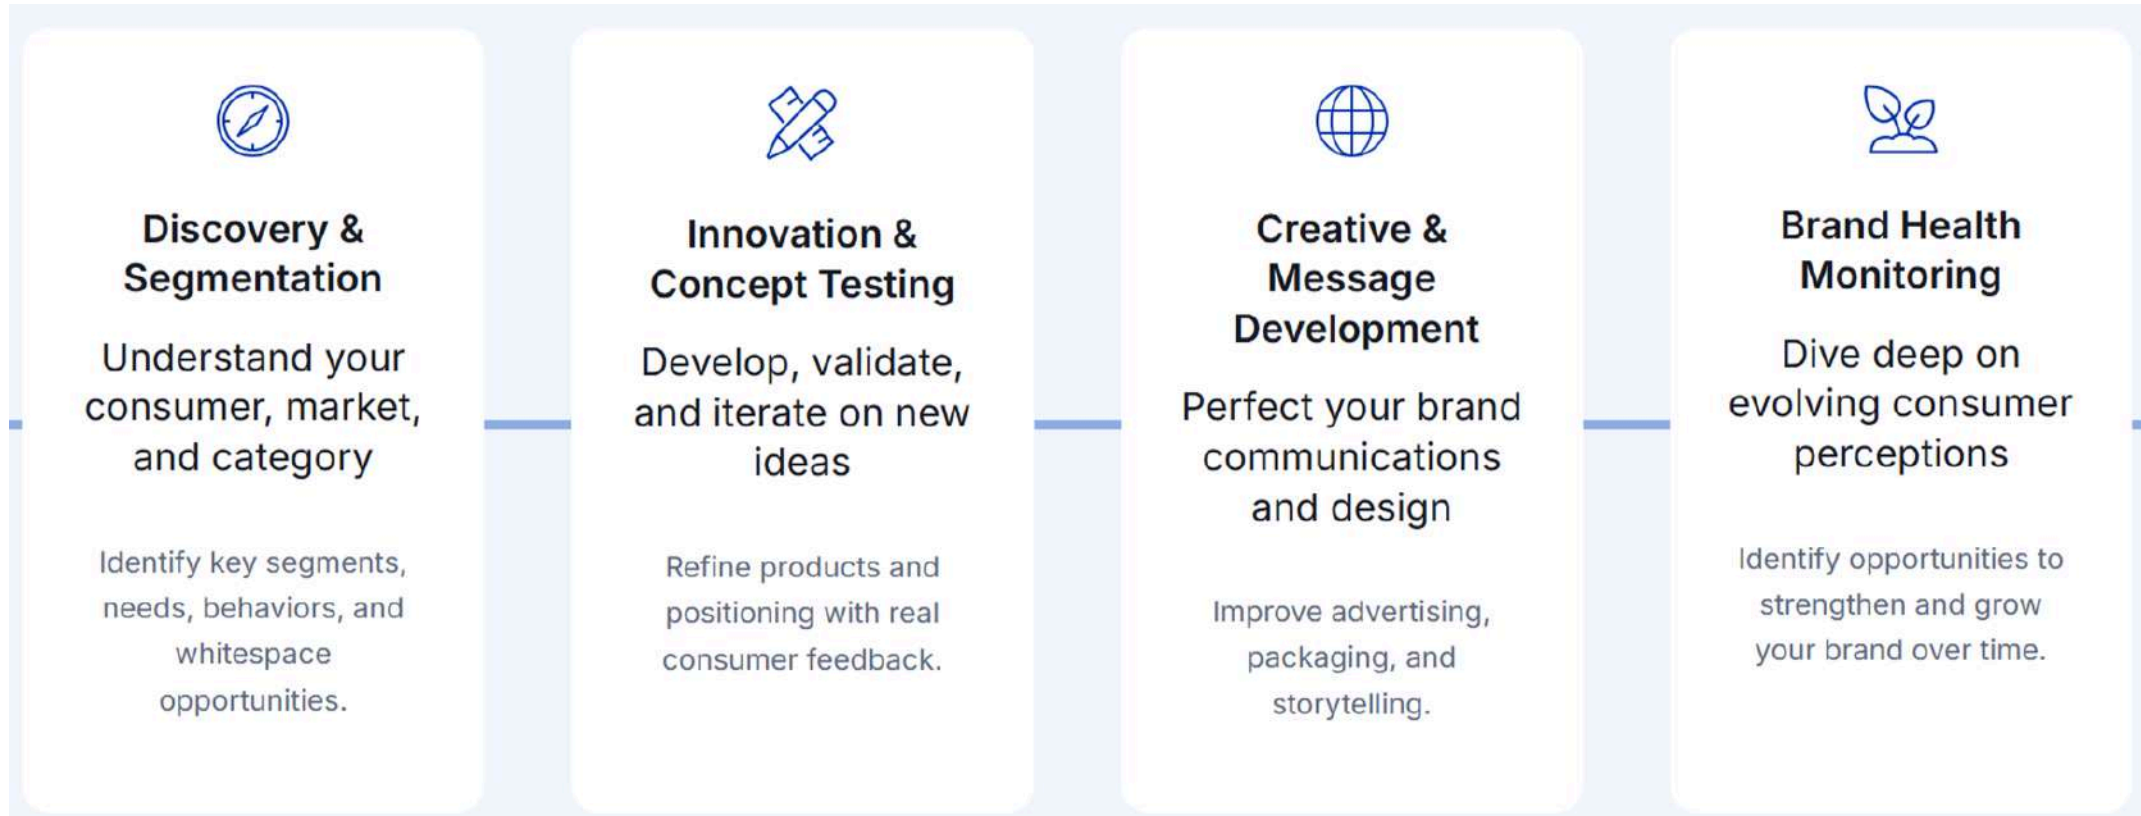 Discovery &
Segmentation
Understand your
consumer, market,
and category
Identify key segments,
needs, behaviors, and
whitespace
opportunities.
Innovation &
Concept Testing
Develop, validate,
and iterate on new
ideas
Refine products and
positioning with real
consumer feedback.
Creative &
Message
Development
Perfect your brand
communications
and design
Improve advertising,
packaging, and
storytelling.
Brand Health
Monitoring
Dive deep on
evolving consumer
perceptions
Identify opportunities to
strengthen and grow
your brand over time.